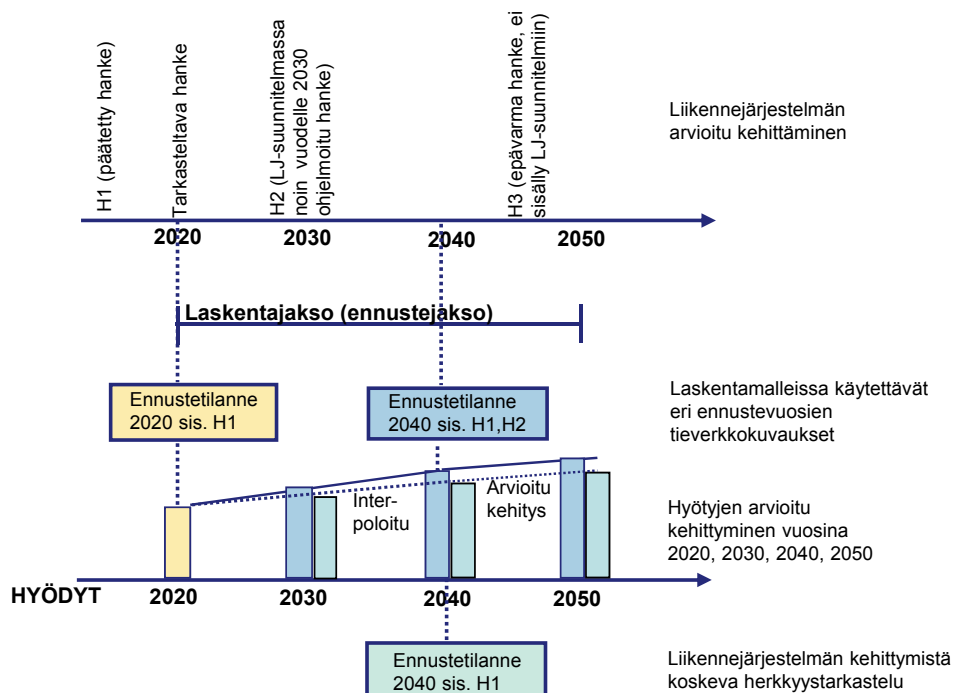 H1 (päätetty hanke)
Tarkasteltava hanke
H2 (LJ-suunnitelmassa
noin vuodelle 2030
ohjelmoitu hanke)
H3 (epävarma hanke, ei
sisälly LJ-suunnitelmiin)
Liikennejärjestelmän
arvioitu kehittäminen
2020
2030
2040
2050
Laskentajakso (ennustejakso)
Ennustetilanne
2020 sis. H1
Ennustetilanne
2040 sis. H1,H2
Laskentamalleissa käytettävät
eri ennustevuosien
tieverkkokuvaukset
Inter-
poloitu
Arvioitu
kehitys
Hyötyjen arvioitu
kehittyminen vuosina
2020, 2030, 2040, 2050
HYÖDYT
2020
2030
2040
2050
Ennustetilanne
2040 sis. H1
Liikennejärjestelmän kehittymistä
koskeva herkkyystarkastelu